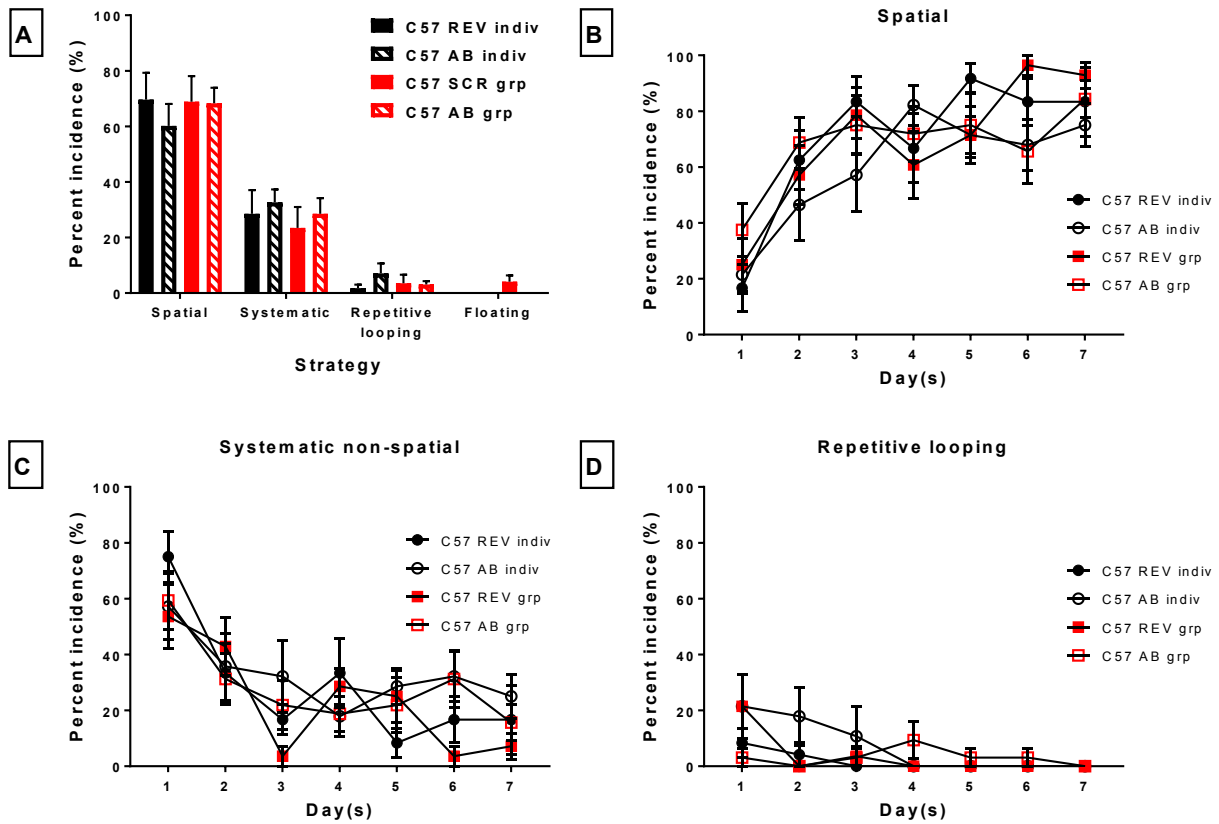 A
C57 REV indiv
C57 AB indiv
C57 SCR grp
C57 AB grp
Percent incidence (%)
100
80
60
40
20
0
Spatial
Systematic
Repetitive looping
Floating
Strategy
B
Spatial
Percent incidence (%)
100
80
60
40
20
0
C57 REV indiv
C57 AB indiv
C57 REV grp
C57 AB grp
1 2 3 4 5 6 7
Day(s)
C
Systematic non-spatial
Percent incidence (%)
100
80
60
40
20
0
C57 REV indiv
C57 AB indiv
C57 REV grp
C57 AB grp
1 2 3 4 5 6 7
Day(s)
D
Repetitive looping
Percent incidence (%)
100
80
60
40
20
0
C57 REV indiv
C57 AB indiv
C57 REV grp
C57 AB grp
1 2 3 4 5 6 7
Day(s)